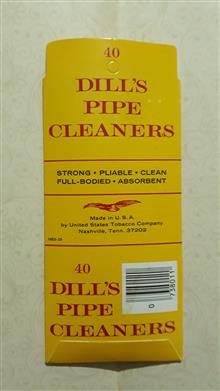 40
DILL'S
PIPE
CLEANERS
STRONG • PLIABLE • CLEAN
FULL-BODIED • ABSORBENT
Made in U.S.A.
by United States Tobacco Company
Nashville, Tenn. 37202
40
DILL'S
PIPE
CLEANERS
0